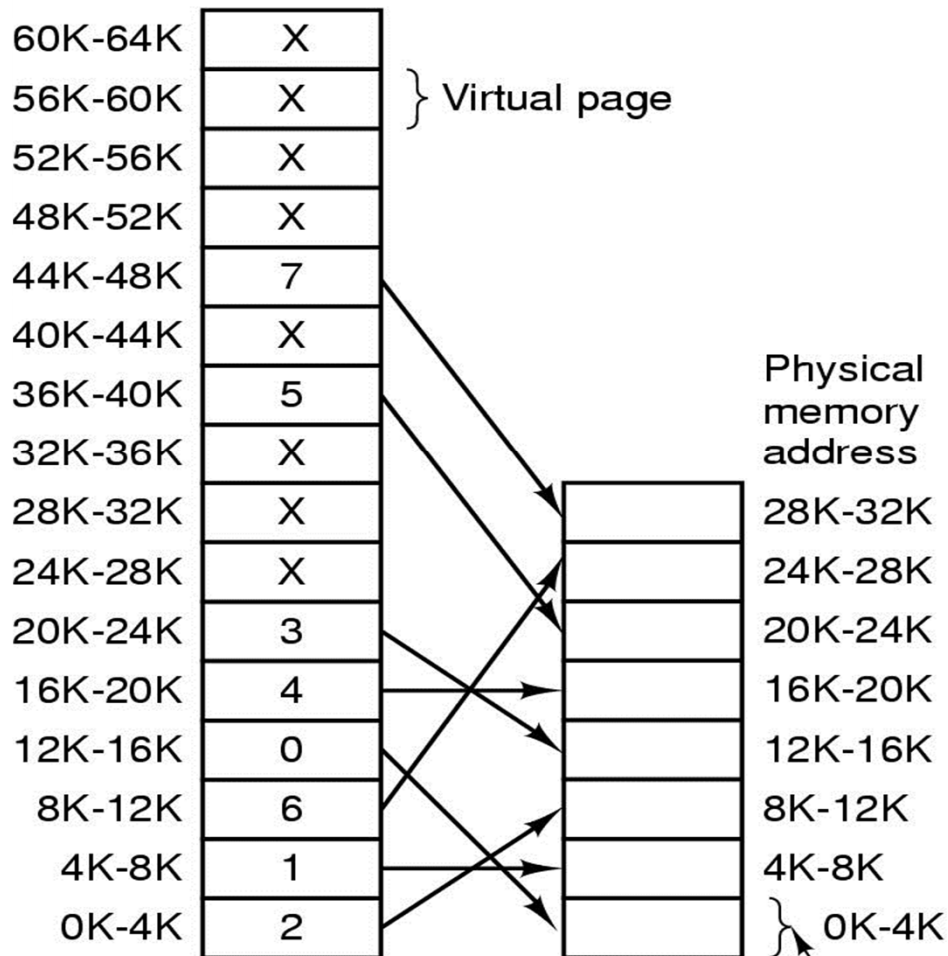 60K-64K X
56K-60K X } Virtual page
52K-56K X
48K-52K X
44K-48K 7
40K-44K X
36K-40K 5
Physical
memory
address
32K-36K X
28K-32K X 28K-32K
24K-28K X 24K-28K
20K-24K 3 20K-24K
16K-20K 4 16K-20K
12K-16K 0 12K-16K
8K-12K 6 8K-12K
4K-8K 1 4K-8K
0K-4K 2 } 0K-4K